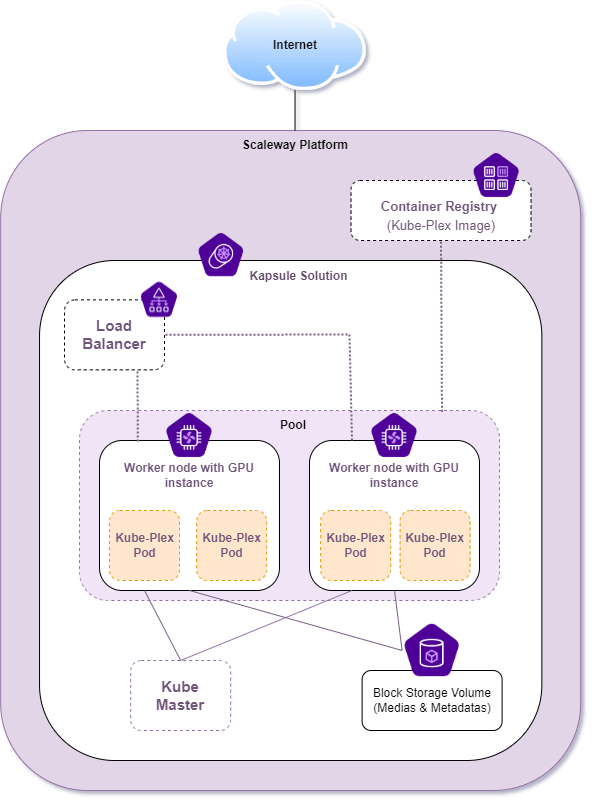 Internet
Scaleway Platform
Container Registry
(Kube-Plex Image)
Kapsule Solution
Load
Balancer
Pool
Worker node with GPU
instance
Worker node with GPU
instance
Kube-Plex
Pod
Kube-Plex
Pod
Kube-Plex
Pod
Kube-Plex
Pod
Kube
Master
Block Storage Volume
(Medias & Metadatas)